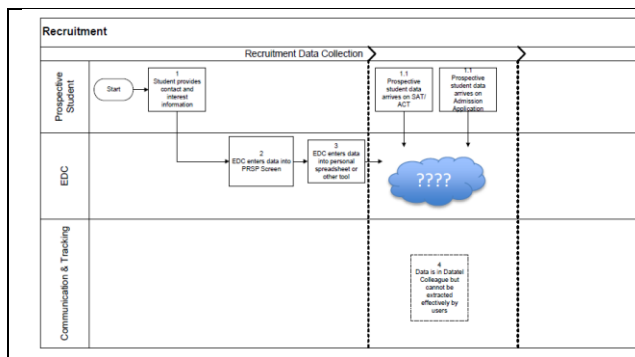 Recruitment
Recruitment Data Collection
Prospective
Student
Start
1
Student provides
contact and
interest
information
1.1
Prospective
student data
arrives on SAT/
ACT
1.1
Prospective
student data
arrives on
Admission
Application
EDC
2
EDC enters data into
PRSP Screen
3
EDC enters data
into personal
spreadsheet or
other tool
????
Communication & Tracking
4
Data is in Datatel
Colleague but
cannot be
extracted
effectively by
users